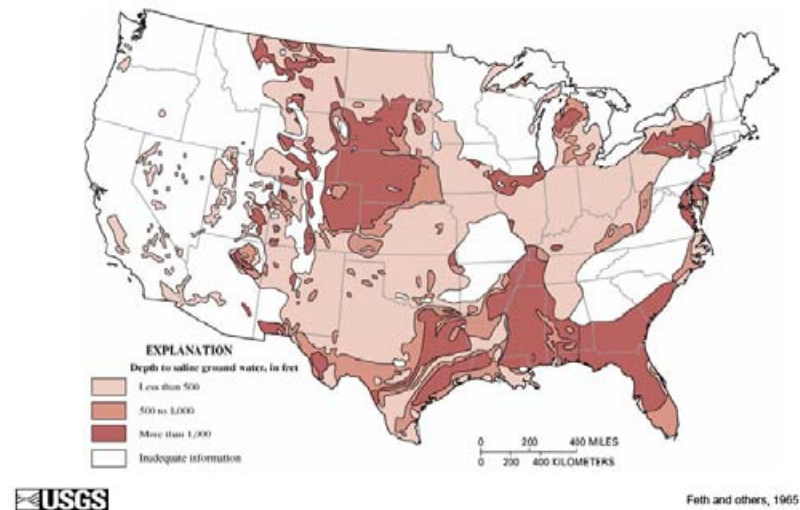 EXPLANATION
Depth to saline ground water, in feet
Less than 500
500 to 1,000
More than 1,000
Inadequate information
0 200 400 MILES
0 200 400 KILOMETERS
USGS
Feth and others, 1965